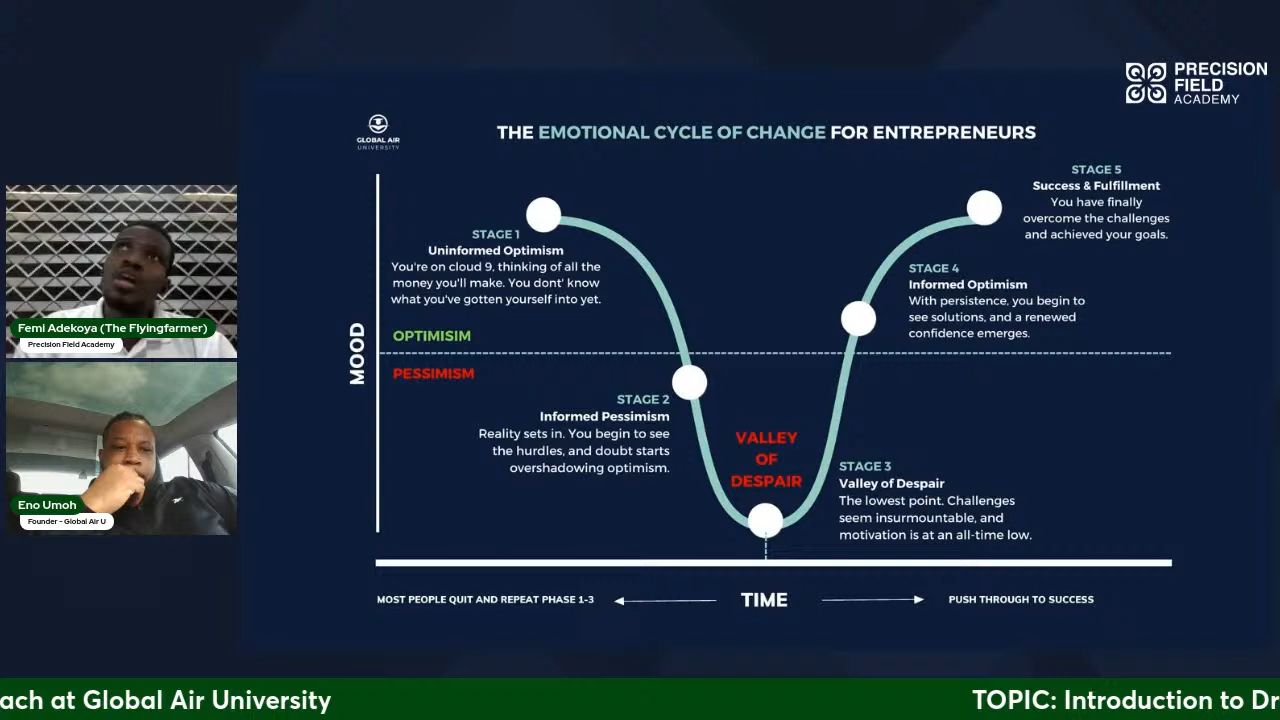 PRECISION
FIELD
ACADEMY
GLOBAL AIR
UNIVERSITY
THE EMOTIONAL CYCLE OF CHANGE FOR ENTREPRENEURS
STAGE 1
Uninformed Optimism
You're on cloud 9, thinking of all the
money you'll make. You dont' know
what you've gotten yourself into yet.
OPTIMISIM
PESSIMISM
MOOD
STAGE 2
Informed Pessimism
Reality sets in. You begin to see
the hurdles, and doubt starts
overshadowing optimism.
VALLEY
OF
DESPAIR
STAGE 3
Valley of Despair
The lowest point. Challenges
seem insurmountable, and
motivation is at an all-time low.
STAGE 4
Informed Optimism
With persistence, you begin to
see solutions, and a renewed
confidence emerges.
STAGE 5
Success & Fulfillment
You have finally
overcome the challenges
and achieved your goals.
MOST PEOPLE QUIT AND REPEAT PHASE 1-3
TIME
PUSH THROUGH TO SUCCESS
Femi Adekoya (The Flyingfarmer)
Precision Field Academy
Eno Umoh
Founder - Global Air U
ach at Global Air University
TOPIC: Introduction to Dr